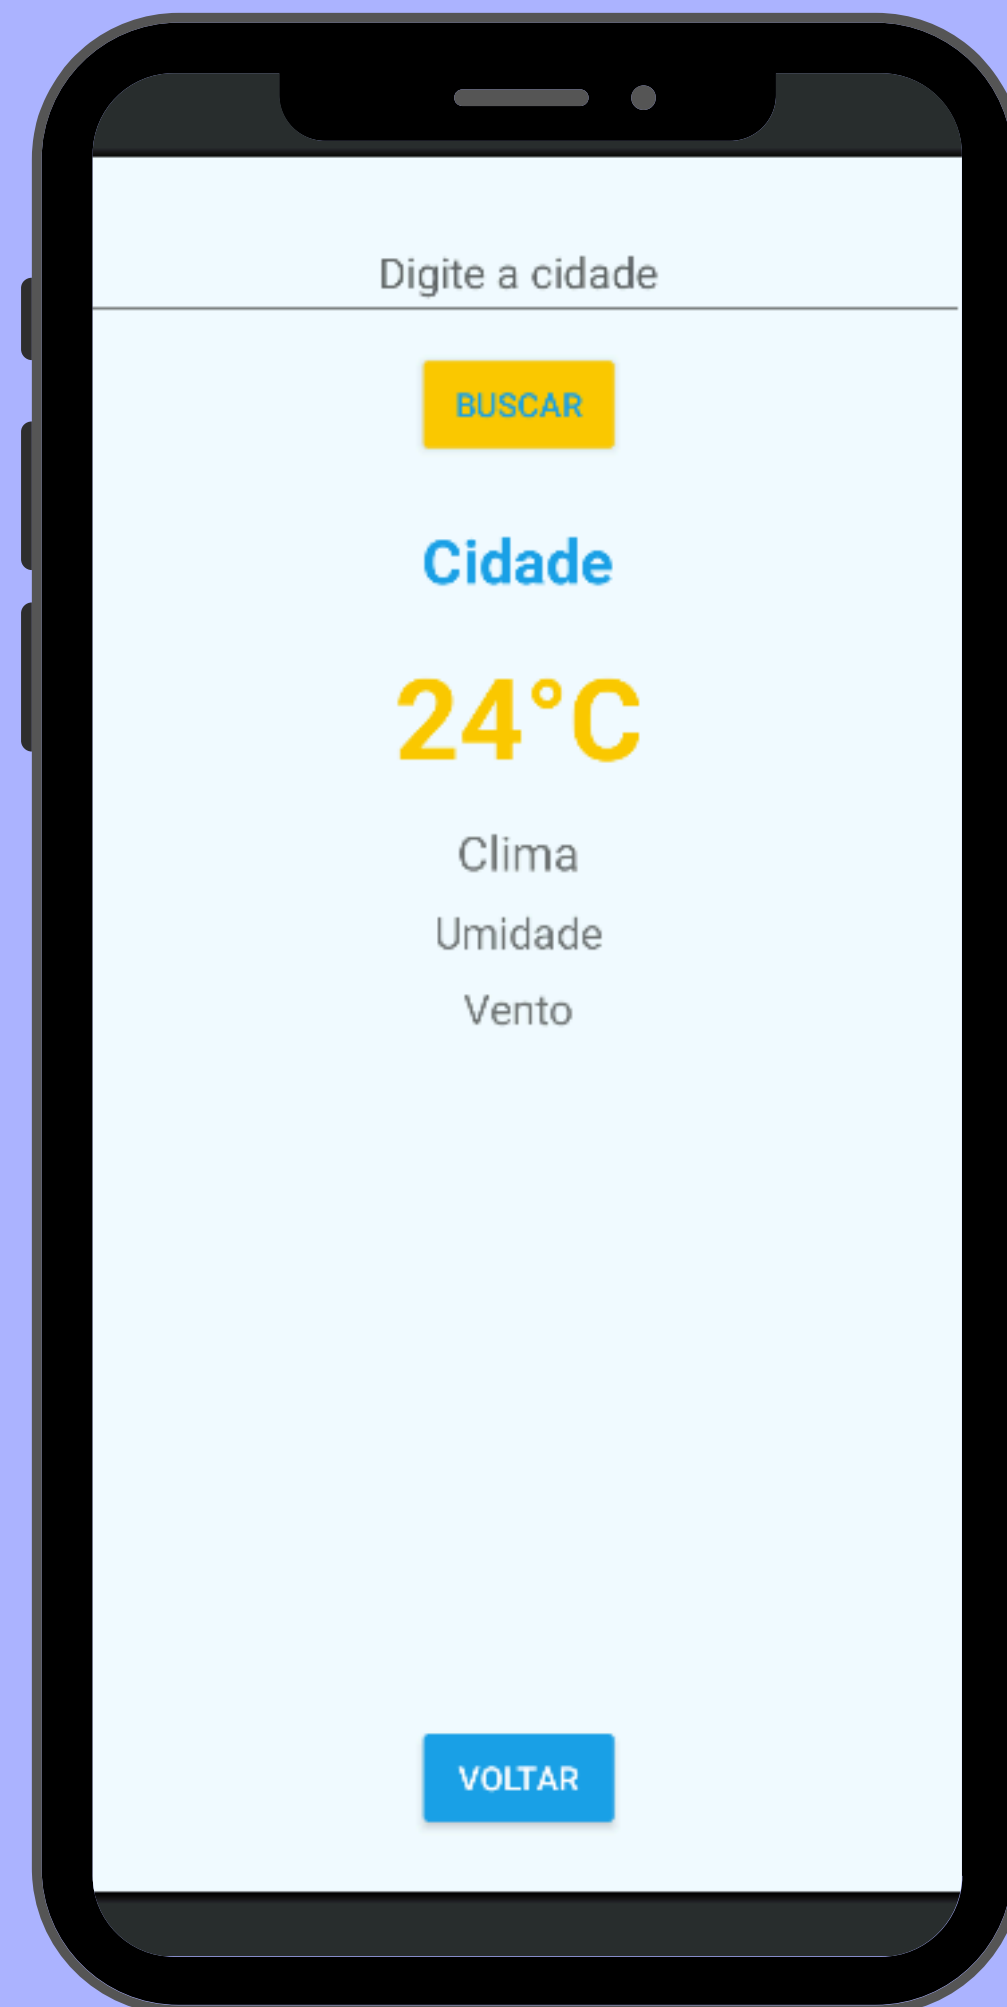 Digite a cidade
BUSCAR
Cidade
24°C
Clima
Umidade
Vento
VOLTAR